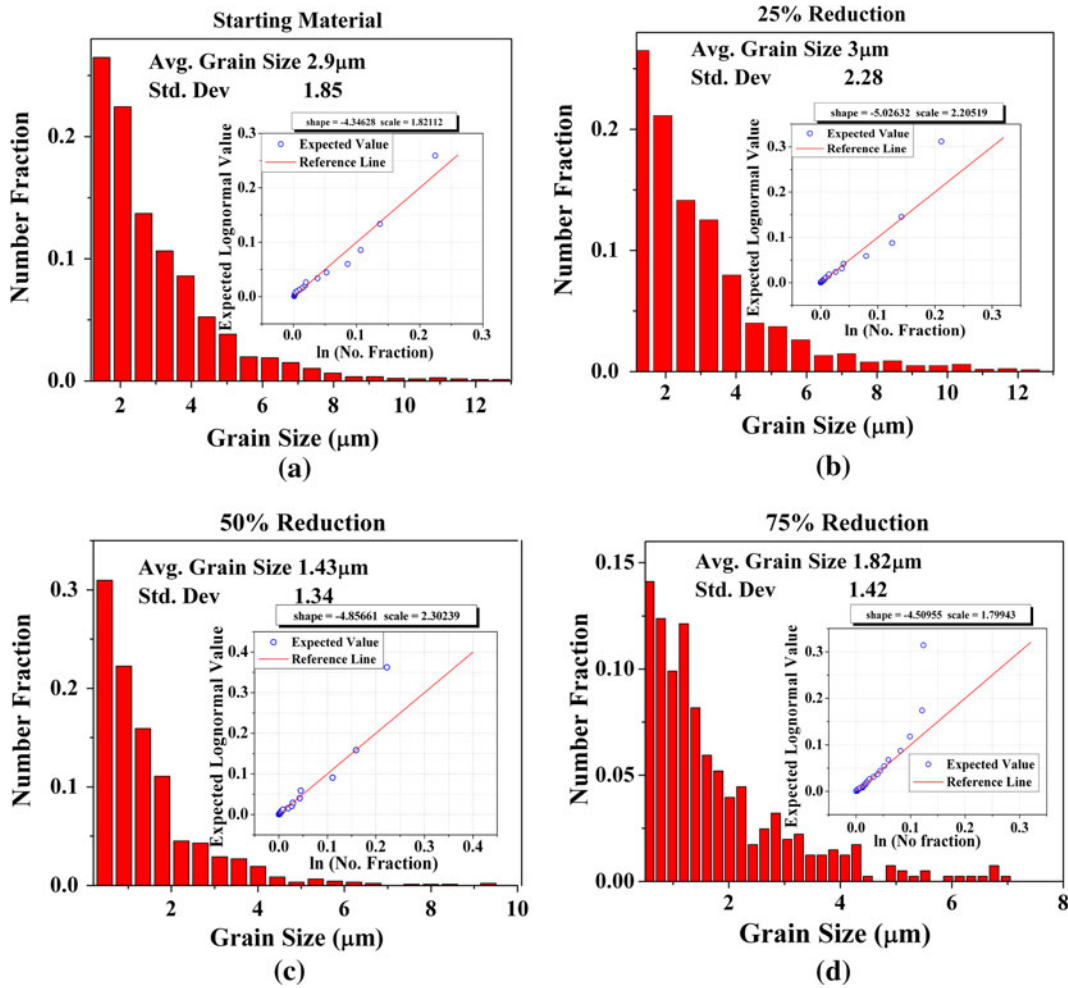 Starting Material
Avg. Grain Size 2.9μm
Std. Dev 1.85
shape = -4.34628 scale = 1.82112
Expected Value
Reference Line
Expected Lognormal Value
0.3
0.2
0.1
0.0
0.0 0.1 0.2 0.3
ln (No. Fraction)
Number Fraction
0.2
0.1
0.0
2 4 6 8 10 12
Grain Size (μm)
(a)
25% Reduction
Avg. Grain Size 3μm
Std. Dev 2.28
shape = -5.02632 scale = 2.20519
Expected Value
Reference Line
Expected Lognormal Value
0.3
0.2
0.1
0.0
0.0 0.1 0.2 0.3
ln (No. Fraction)
Number Fraction
0.2
0.1
0.0
2 4 6 8 10 12
Grain Size (μm)
(b)
50% Reduction
Avg. Grain Size 1.43μm
Std. Dev 1.34
shape = -4.85661 scale = 2.30239
Expected Value
Reference Line
Expected Lognormal Value
0.4
0.3
0.2
0.1
0.0
0.0 0.1 0.2 0.3 0.4
ln (No. Fraction)
Number Fraction
0.3
0.2
0.1
0.0
2 4 6 8 10
Grain Size (μm)
(c)
75% Reduction
Avg. Grain Size 1.82μm
Std. Dev 1.42
shape = -4.50955 scale = 1.79943
Expected Lognormal Value
0.3
0.2
0.1
0.0
Expected Value
Reference Line
0.0 0.1 0.2 0.3
ln (No fraction)
Number Fraction
0.15
0.10
0.05
0.00
2 4 6 8
Grain Size (μm)
(d)